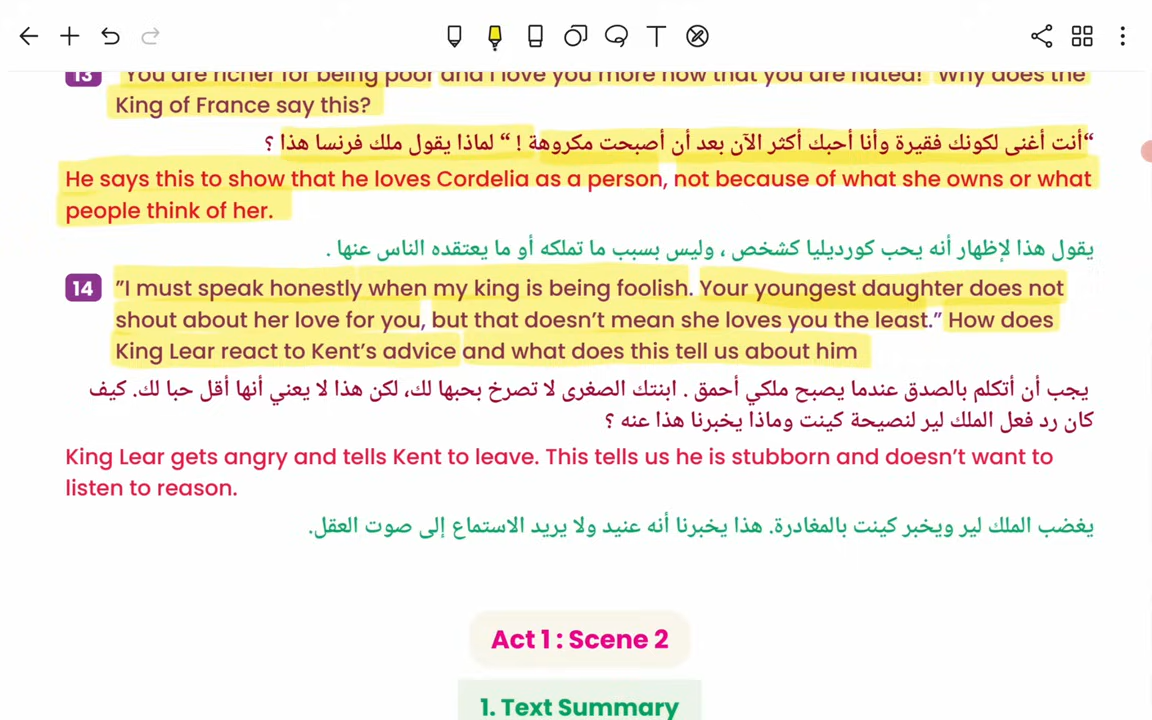 13 "You are richer for being poor and I love you more now that you are hated!" Why does the
King of France say this?
“أنت أغنى لكونك فقيرة وأنا أحبك أكثر الآن بعد أن أصبحت مكروهة ! “ لماذا يقول ملك فرنسا هذا ؟
He says this to show that he loves Cordelia as a person, not because of what she owns or what
people think of her.
يقول هذا لإظهار أنه يحب كورديليا كشخص ، وليس بسبب ما تملكه أو ما يعتقده الناس عنها .
14 ”I must speak honestly when my king is being foolish. Your youngest daughter does not
shout about her love for you, but that doesn’t mean she loves you the least.” How does
King Lear react to Kent’s advice and what does this tell us about him
يجب أن أتكلم بالصدق عندما يصبح ملكي أحمق . ابنتك الصغرى لا تصرخ بحبها لك، لكن هذا لا يعني أنها أقل حبا لك. كيف
كان رد فعل الملك لير لنصيحة كينت وماذا يخبرنا هذا عنه ؟
King Lear gets angry and tells Kent to leave. This tells us he is stubborn and doesn’t want to
listen to reason.
يغضب الملك لير ويخبر كينت بالمغادرة. هذا يخبرنا أنه عنيد ولا يريد الاستماع إلى صوت العقل.
Act 1 : Scene 2
1. Text Summary